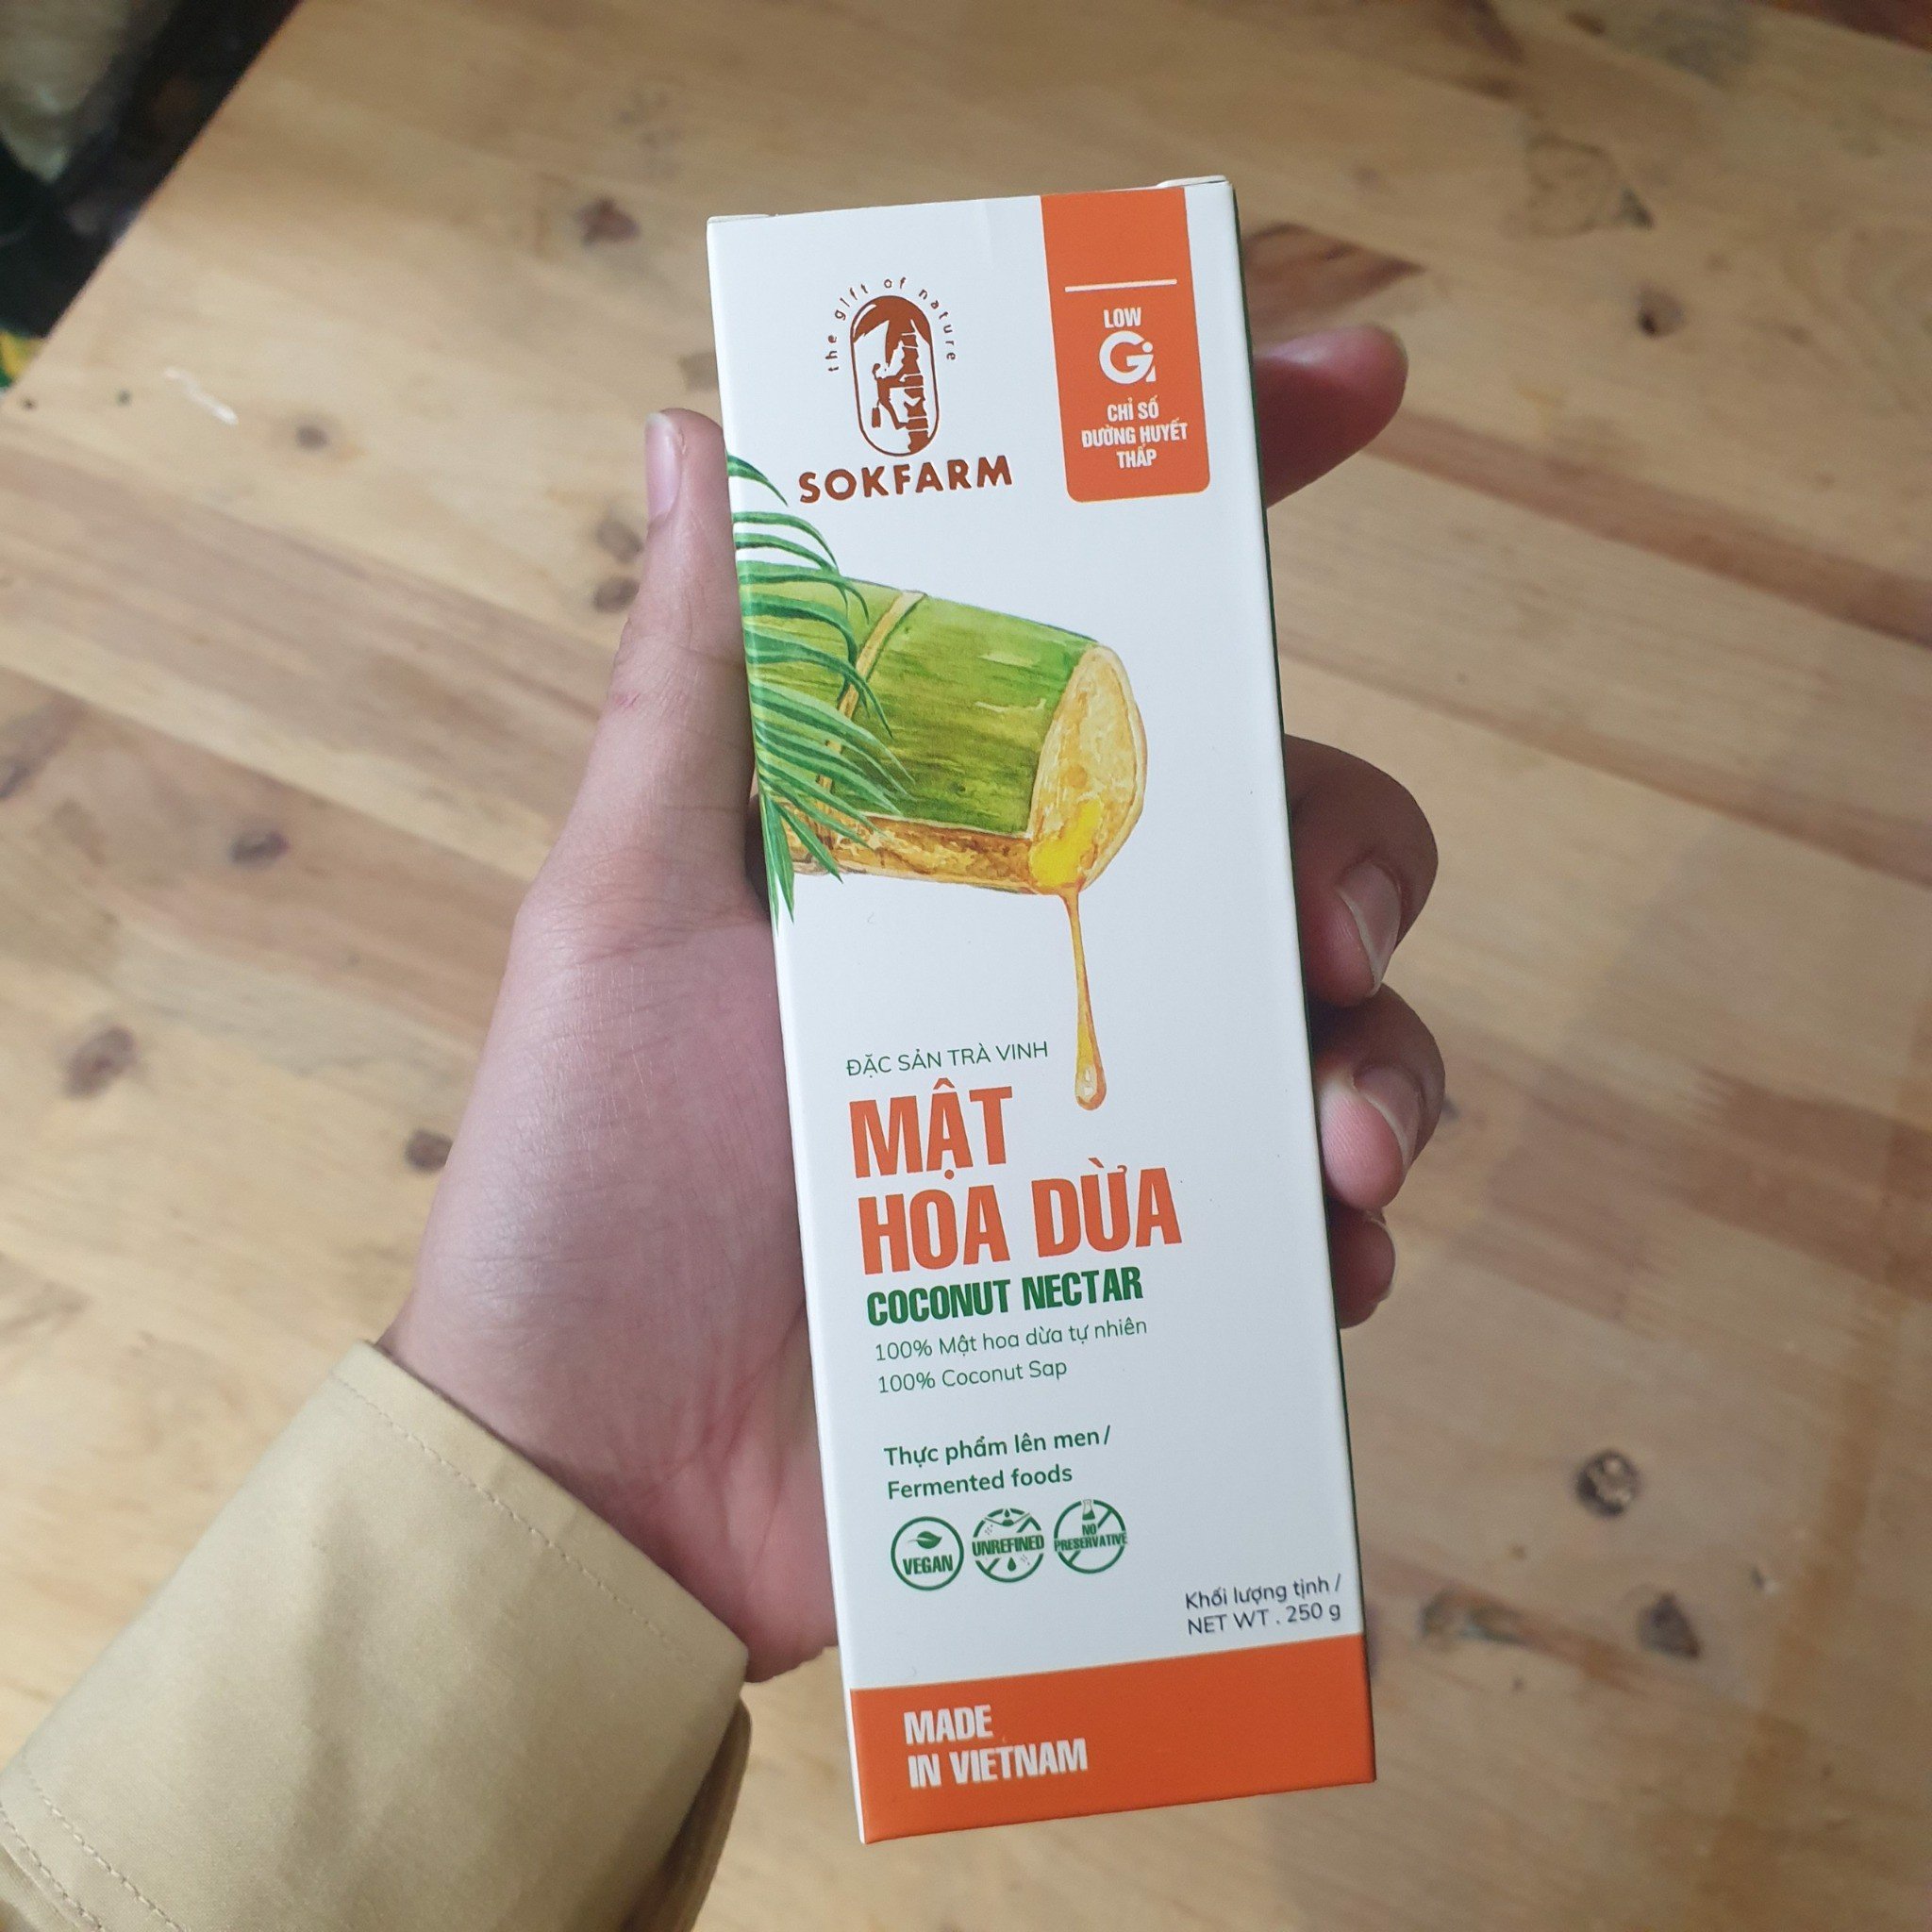 the gift of nature
SOKFARM
LOW
Gi
CHỈ SỐ
ĐƯỜNG HUYẾT
THẤP
ĐẶC SẢN TRÀ VINH
MẬT
HOA DỪA
COCONUT NECTAR
100% Mật hoa dừa tự nhiên
100% Coconut Sap
Thực phẩm lên men/
Fermented foods
VEGAN
UNREFINED
NO
PRESERVATIVE
Khối lượng tịnh /
NET WT . 250 g
MADE
IN VIETNAM